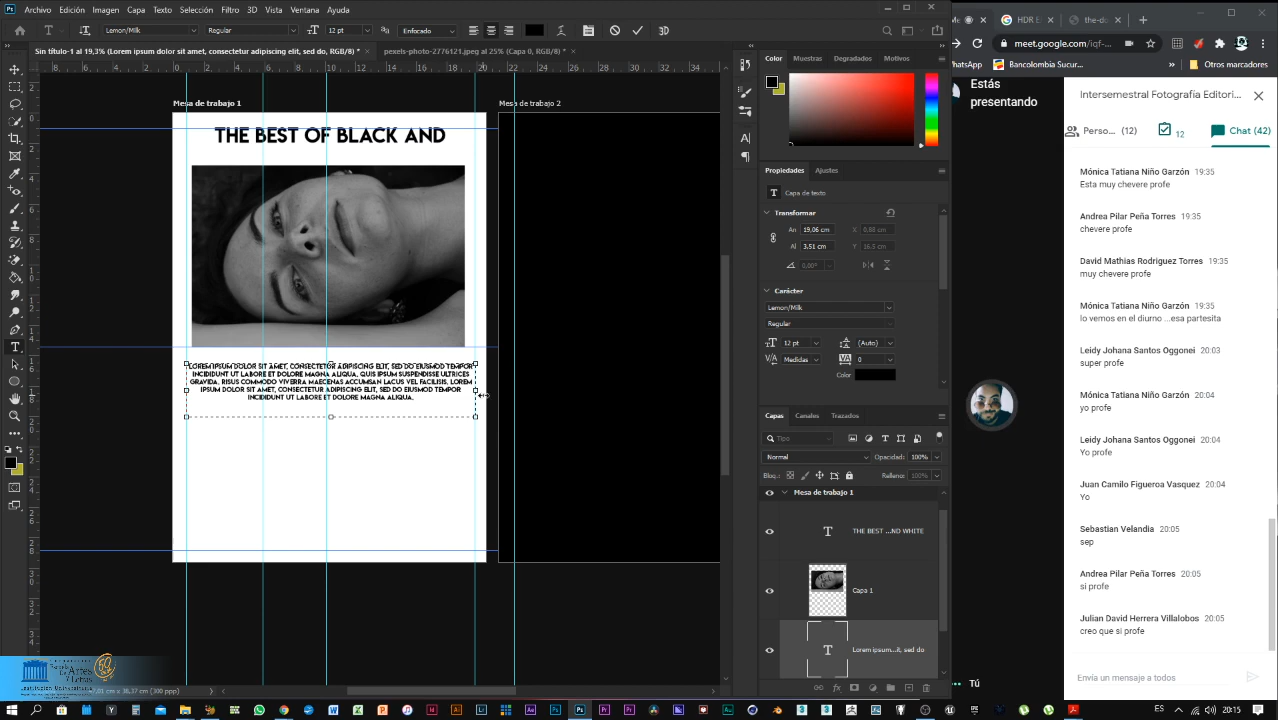 Archivo Edición Imagen Capa Texto Selección Filtro 3D Vista Ventana Ayuda
Lemon/Milk Regular 12 pt Enfocado 3D
Sin título-1 al 19,3% (Lorem ipsum dolor sit amet, consectetur adipiscing elit, sed do, RGB/8) * × pexels-photo-2776121.jpeg al 25% (Capa 0, RGB/8) * ×
Mesa de trabajo 1 Mesa de trabajo 2
THE BEST OF BLACK AND
LOREM IPSUM DOLOR SIT AMET, CONSECTETUR ADIPISCING ELIT, SED DO EIUSMOD TEMPOR
INCIDIDUNT UT LABORE ET DOLORE MAGNA ALIQUA. QUIS IPSUM SUSPENDISSE ULTRICES
GRAVIDA. RISUS COMMODO VIVERRA MAECENAS ACCUMSAN LACUS VEL FACILISIS. LOREM
IPSUM DOLOR SIT AMET, CONSECTETUR ADIPISCING ELIT, SED DO EIUSMOD TEMPOR
INCIDIDUNT UT LABORE ET DOLORE MAGNA ALIQUA.
Color Muestras Degradados Motivos
Propiedades Ajustes
Capa de texto
Transformar
An 19,06 cm X 0,88 cm
Al 3,51 cm Y 16,5 cm
0,00°
Carácter
Lemon/Milk
Regular
12 pt (Auto)
Medidas 0
Color
Capas Canales Trazados
Tipo
Normal Opacidad: 100%
Bloq.: Relleno: 100%
Mesa de trabajo 1
THE BEST ...ND WHITE
Capa 1
Lorem ipsum...it, sed do
HDR E
the-do
meet.google.com/iqf-
WhatsApp Bancolombia Sucur... » Otros marcadores
Estás
presentando
Intersemestral Fotografía Editori...
Perso... (12) 12 Chat (42)
Mónica Tatiana Niño Garzón 19:35
Esta muy chevere profe
Andrea Pilar Peña Torres 19:35
chevere profe
David Mathias Rodriguez Torres 19:35
muy chevere profe
Mónica Tatiana Niño Garzón 19:35
lo vemos en el diurno ...esa partesita
Leidy Johana Santos Oggonei 20:03
super profe
Mónica Tatiana Niño Garzón 20:04
yo profe
Leidy Johana Santos Oggonei 20:04
Yo profe
Juan Camilo Figueroa Vasquez 20:04
Yo
Sebastian Velandia 20:05
sep
Andrea Pilar Peña Torres 20:05
si profe
Julian David Herrera Villalobos 20:05
creo que si profe
Envía un mensaje a todos
Tú
ES 20:15